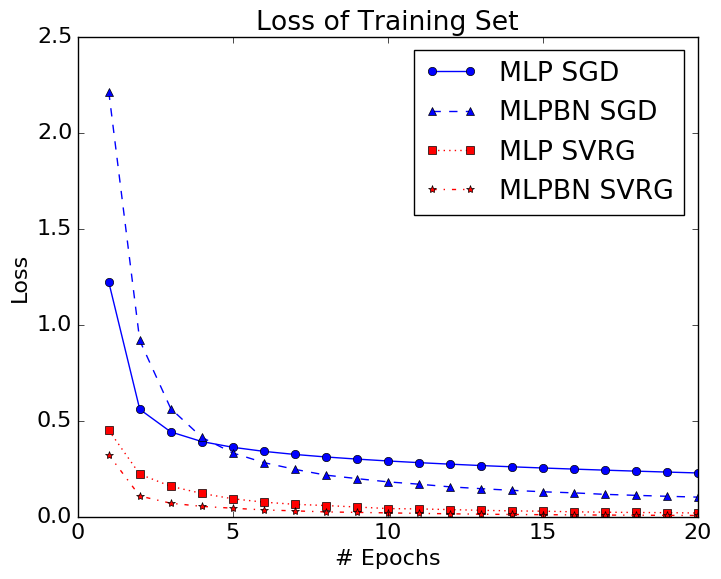 Loss of Training Set
2.5
2.0
1.5
1.0
0.5
0.0
Loss
MLP SGD
MLPBN SGD
MLP SVRG
MLPBN SVRG
0
5
10
15
20
# Epochs